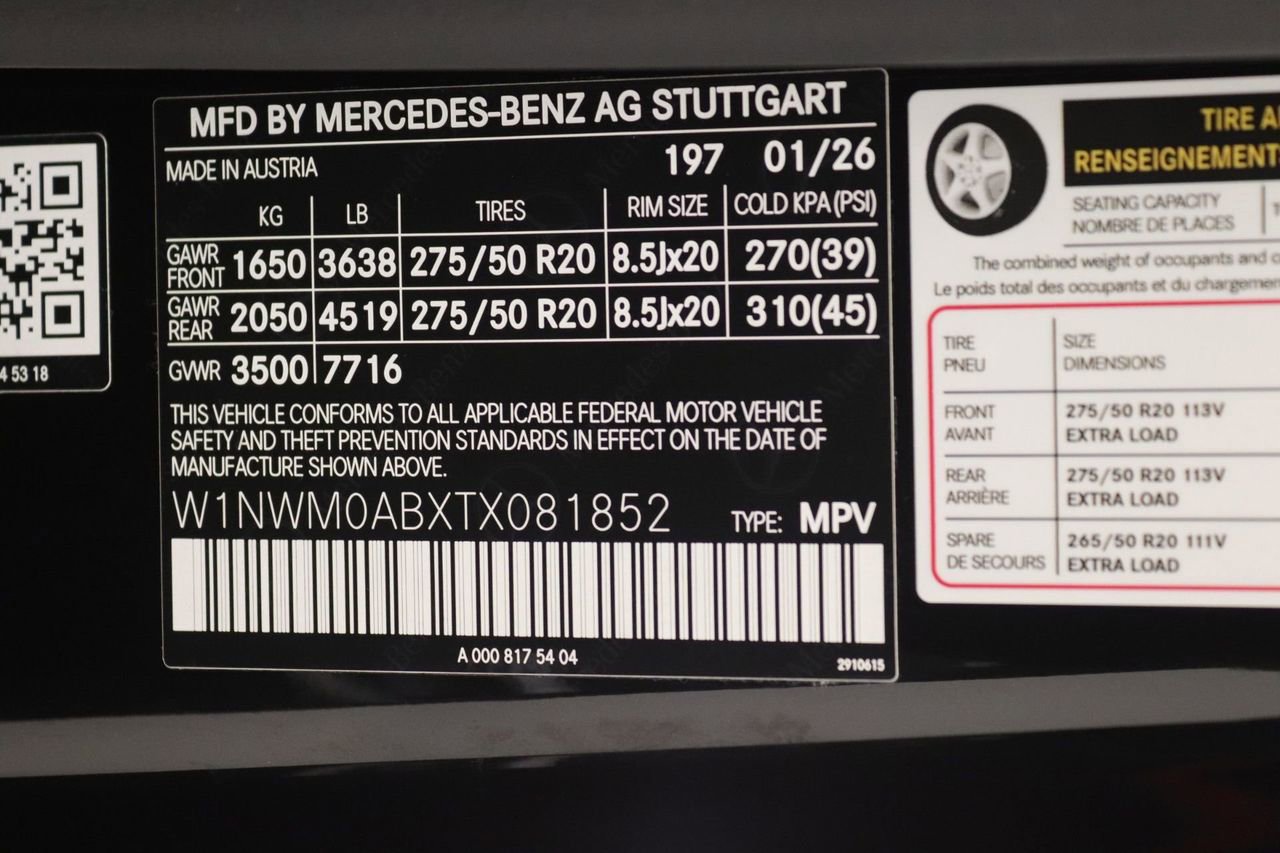 MFD BY MERCEDES-BENZ AG STUTTGART
MADE IN AUSTRIA 197 01/26
KG LB TIRES RIM SIZE COLD KPA (PSI)
GAWR FRONT 1650 3638 275/50 R20 8.5Jx20 270(39)
GAWR REAR 2050 4519 275/50 R20 8.5Jx20 310(45)
GVWR 3500 7716
THIS VEHICLE CONFORMS TO ALL APPLICABLE FEDERAL MOTOR VEHICLE
SAFETY AND THEFT PREVENTION STANDARDS IN EFFECT ON THE DATE OF
MANUFACTURE SHOWN ABOVE.
W1NWM0ABXTX081852 TYPE: MPV
A 000 817 54 04
2910615
4 53 18
TIRE A
RENSEIGNEMENTS
SEATING CAPACITY
NOMBRE DE PLACES
The combined weight of occupants and c
Le poids total des occupants et du chargemen
TIRE SIZE
PNEU DIMENSIONS
FRONT 275/50 R20 113V
AVANT EXTRA LOAD
REAR 275/50 R20 113V
ARRIÈRE EXTRA LOAD
SPARE 265/50 R20 111V
DE SECOURS EXTRA LOAD